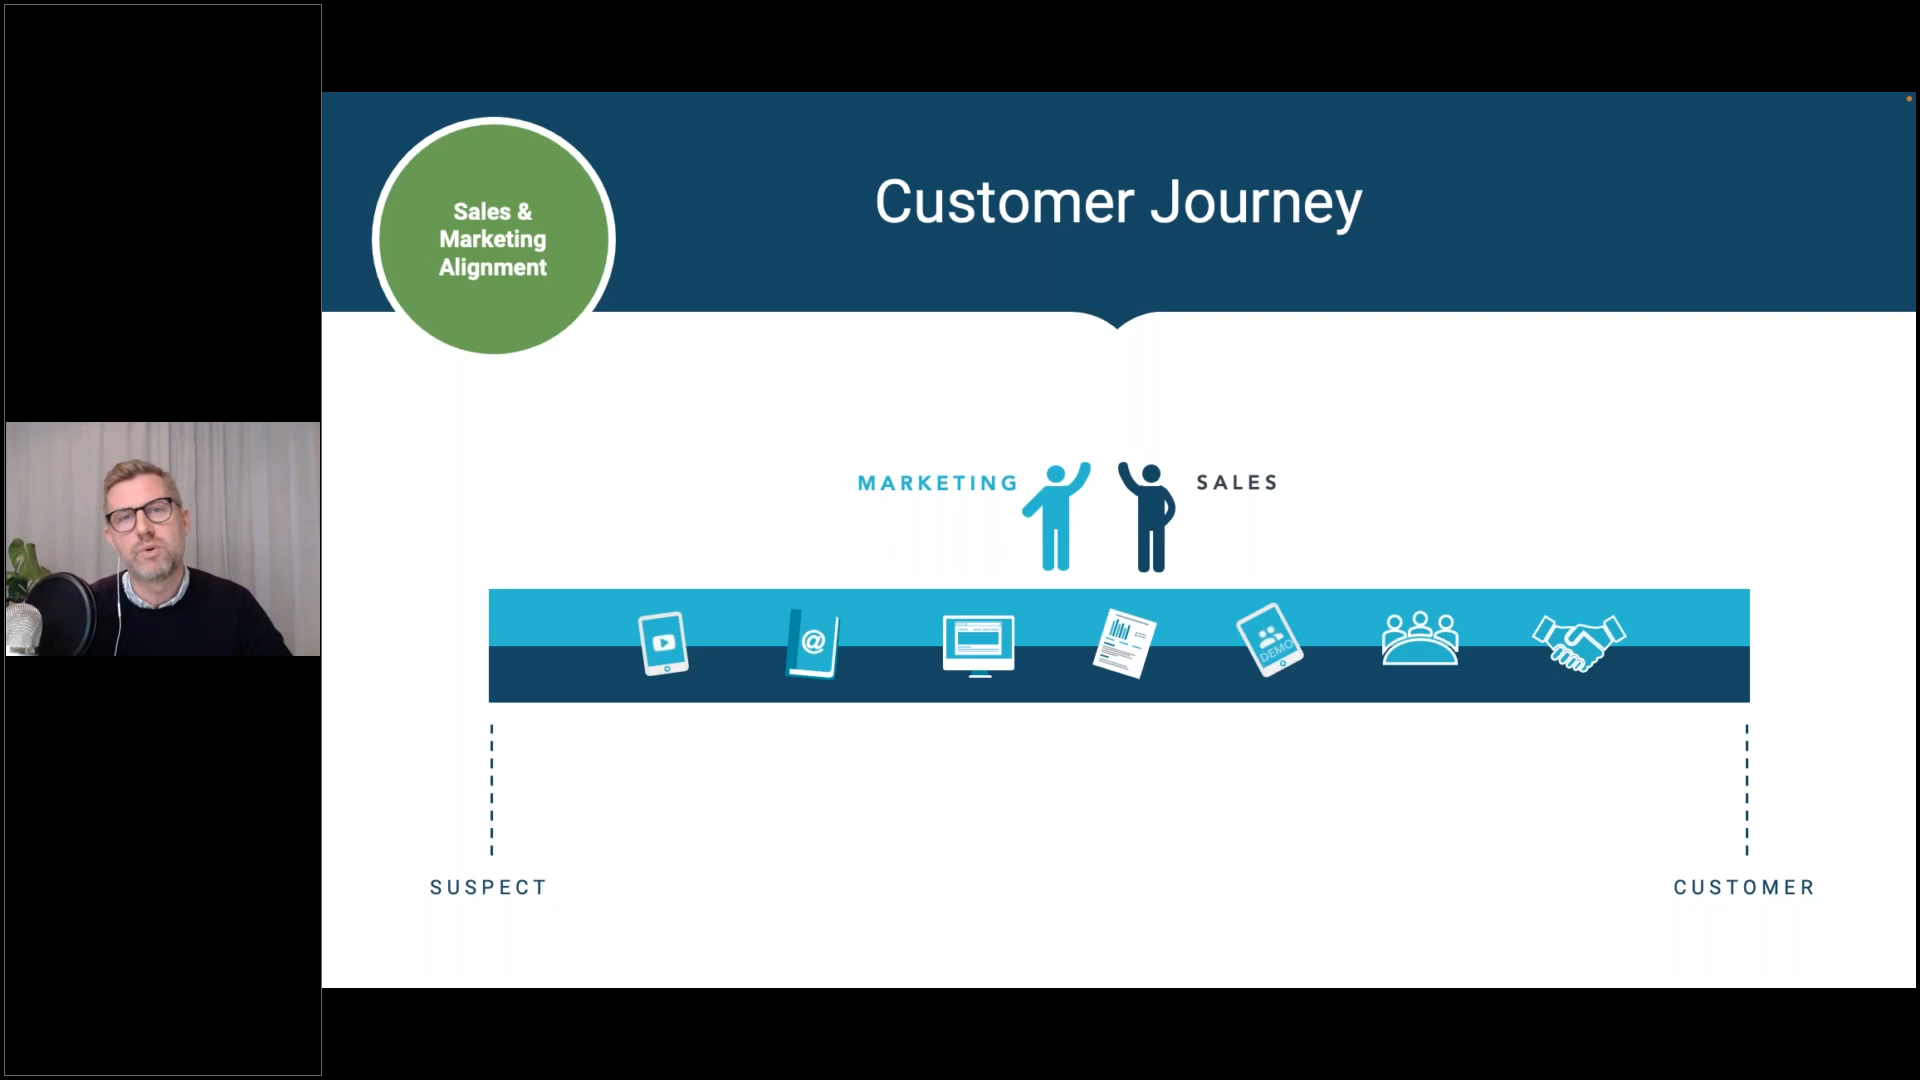 Sales &
Marketing
Alignment
Customer Journey
MARKETING
SALES
@
DEMO
SUSPECT
CUSTOMER